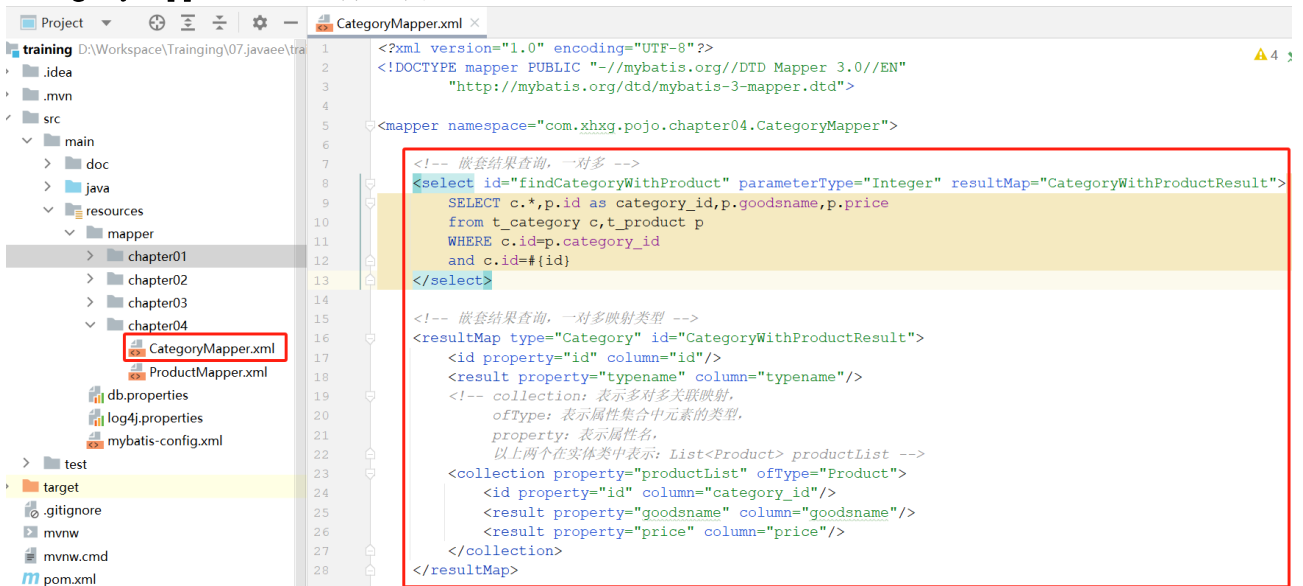 Project
CategoryMapper.xml
training D:\Workspace\Trainging\07.javaee\tra
.idea
.mvn
src
main
doc
java
resources
mapper
chapter01
chapter02
chapter03
chapter04
CategoryMapper.xml
ProductMapper.xml
db.properties
log4j.properties
mybatis-config.xml
test
target
.gitignore
mvnw
mvnw.cmd
pom.xml
4
1 <?xml version="1.0" encoding="UTF-8"?>
2 <!DOCTYPE mapper PUBLIC "-//mybatis.org//DTD Mapper 3.0//EN"
3 "http://mybatis.org/dtd/mybatis-3-mapper.dtd">
4
5 <mapper namespace="com.xhxg.pojo.chapter04.CategoryMapper">
6
7 <!-- 嵌套结果查询，一对多 -->
8 <select id="findCategoryWithProduct" parameterType="Integer" resultMap="CategoryWithProductResult">
9 SELECT c.*,p.id as category_id,p.goodsname,p.price
10 from t_category c,t_product p
11 WHERE c.id=p.category_id
12 and c.id=#{id}
13 </select>
14
15 <!-- 嵌套结果查询，一对多映射类型 -->
16 <resultMap type="Category" id="CategoryWithProductResult">
17 <id property="id" column="id"/>
18 <result property="typename" column="typename"/>
19 <!-- collection: 表示多对多关联映射，
20 ofType: 表示属性集合中元素的类型，
21 property: 表示属性名，
22 以上两个在实体类中表示: List<Product> productList -->
23 <collection property="productList" ofType="Product">
24 <id property="id" column="category_id"/>
25 <result property="goodsname" column="goodsname"/>
26 <result property="price" column="price"/>
27 </collection>
28 </resultMap>